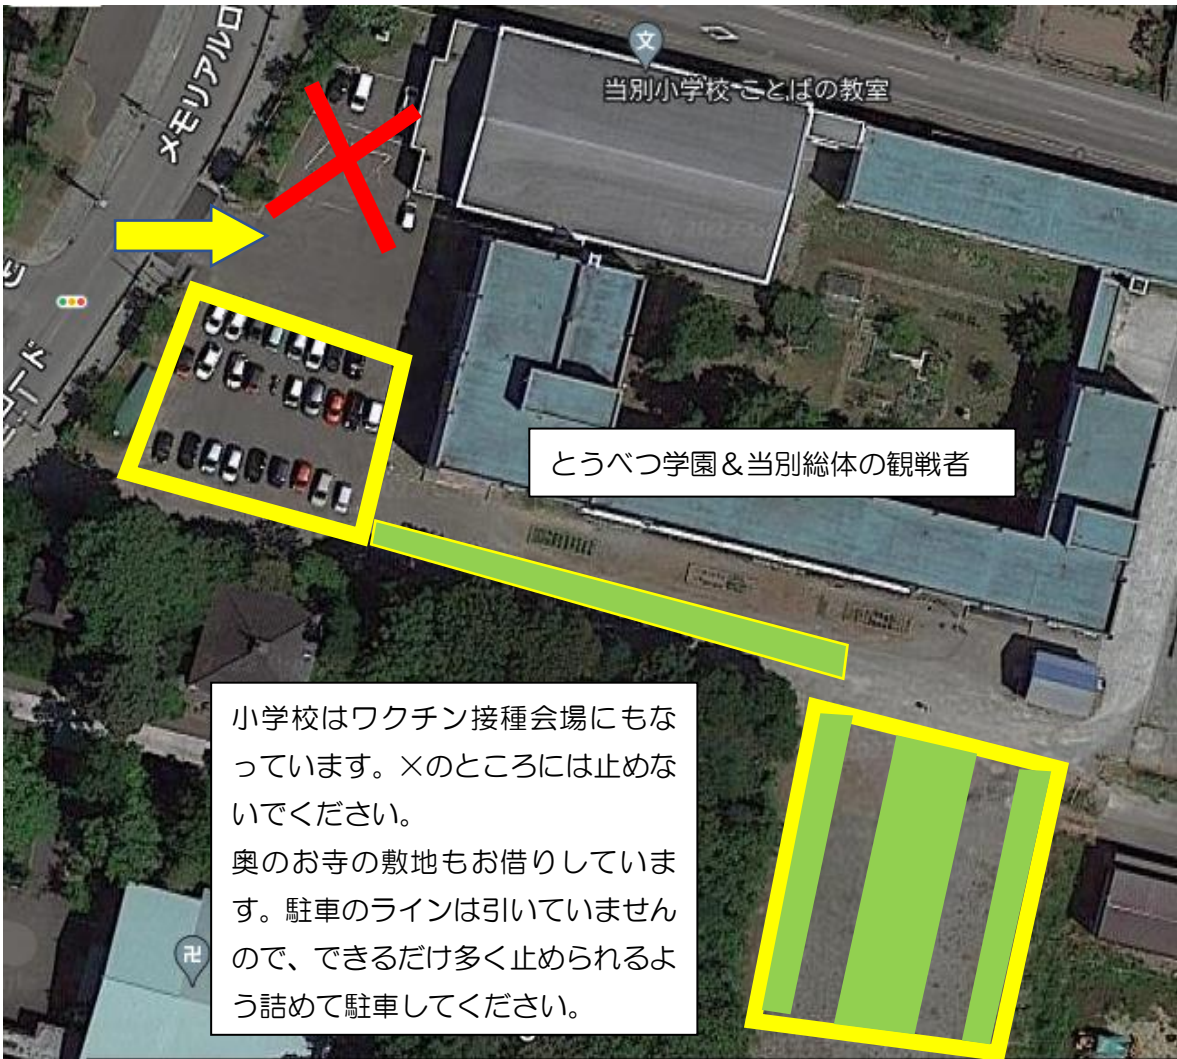 メモリアルロ
文
当別小学校 ことばの教室
ロード
とうべつ学園＆当別総体の観戦者
小学校はワクチン接種会場にもな
っています。×のところには止めな
いでください。
奥のお寺の敷地もお借りしていま
す。駐車のラインは引いていません
ので、できるだけ多く止められるよ
う詰めて駐車してください。
卍